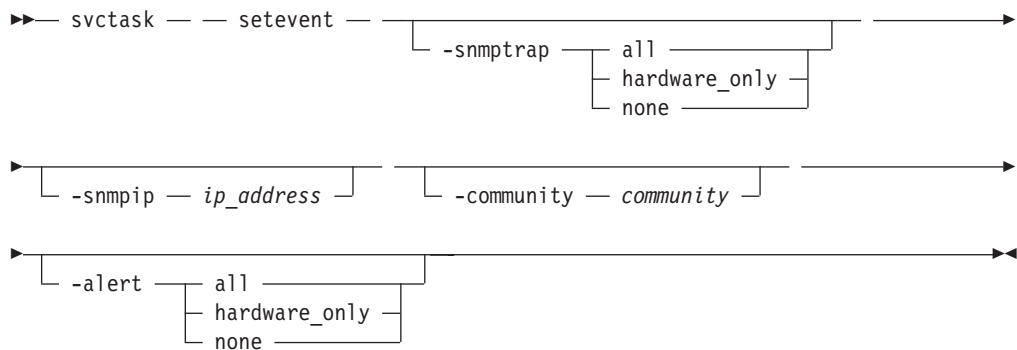 svctask setevent
-snmptrap all
hardware_only
none
-snmpip ip_address -community community
-alert all
hardware_only
none